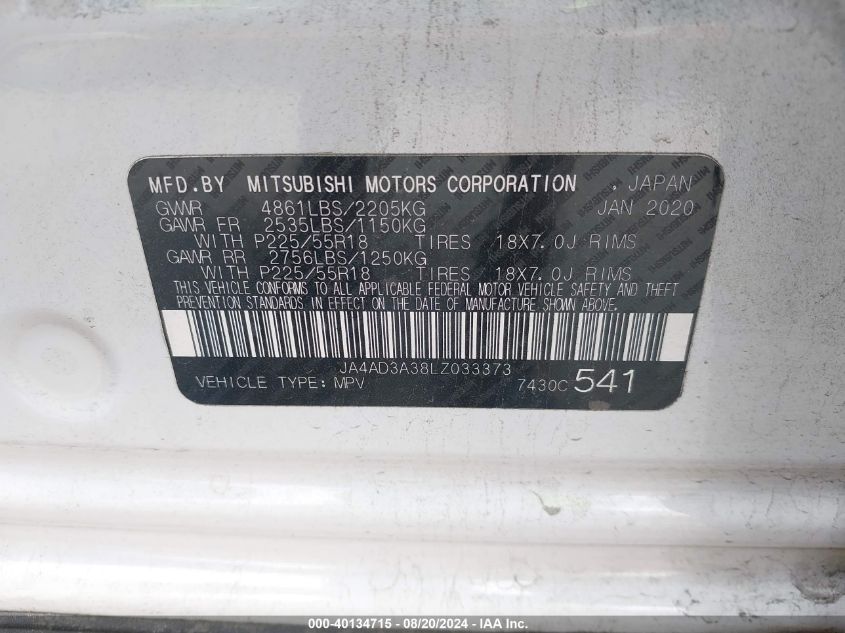 MFD.BY MITSUBISHI MOTORS CORPORATION , JAPAN
GVWR 4861LBS/2205KG JAN 2020
GAWR FR 2535LBS/1150KG
WITH P225/55R18 TIRES 18X7.0J RIMS
GAWR RR 2756LBS/1250KG
WITH P225/55R18 TIRES 18X7.0J RIMS
THIS VEHICLE CONFORMS TO ALL APPLICABLE FEDERAL MOTOR VEHICLE SAFETY AND THEFT
PREVENTION STANDARDS IN EFFECT ON THE DATE OF MANUFACTURE SHOWN ABOVE.
JA4AD3A38LZ033373
VEHICLE TYPE: MPV 7430C 541
000-40134715 - 08/20/2024 - IAA Inc.